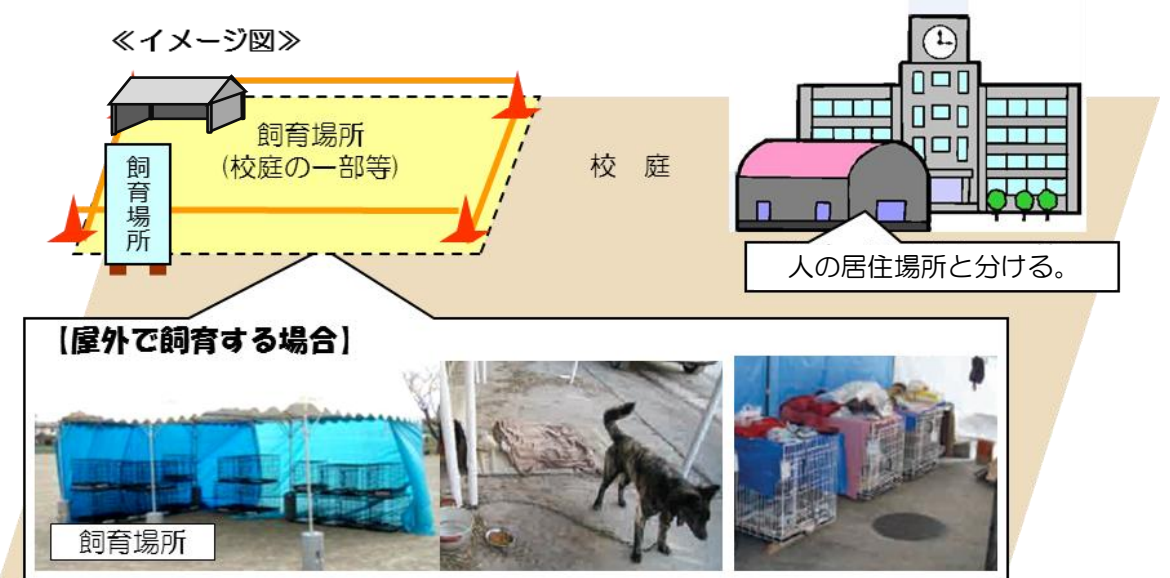 ≪イメージ図≫
飼育場所
(校庭の一部等)
校　庭
飼育場所
人の居住場所と分ける。
【屋外で飼育する場合】
飼育場所